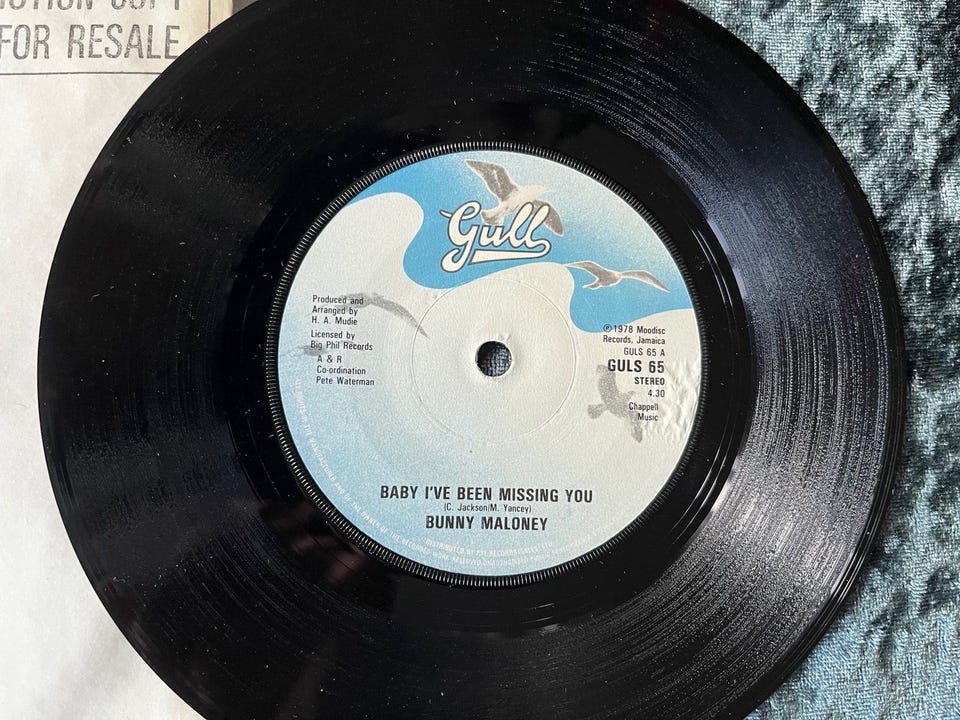 FOR RESALE
Gull
Produced and
Arranged by
H. A. Mudie
Licensed by
Big Phil Records
A & R
Co-ordination
Pete Waterman
℗1978 Moodisc
Records, Jamaica
GULS 65 A
GULS 65
STEREO
4.30
Chappell
Music
BABY I'VE BEEN MISSING YOU
(C. Jackson/M. Yancey)
BUNNY MALONEY